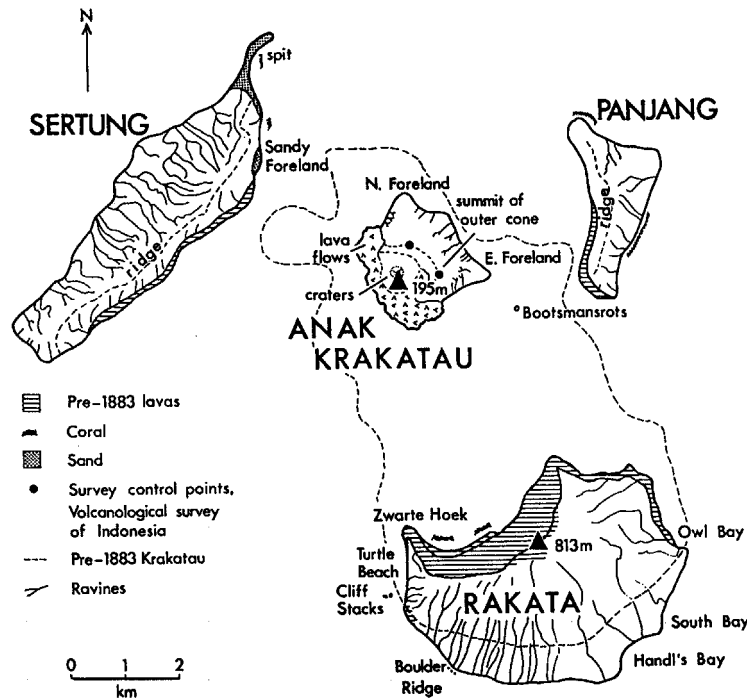 N
spit
SERTUNG
PANJANG
Sandy
Foreland
N. Foreland
summit of
outer cone
lava
flows
E. Foreland
ridge
ridge
craters
195m
Bootsmansrots
ANAK
KRAKATAU
Pre-1883 lavas
Coral
Sand
Survey control points,
Volcanological survey
of Indonesia
Pre-1883 Krakatau
Ravines
Zwarte Hoek
Owl Bay
813m
Turtle
Beach
Cliff
Stacks
RAKATA
South Bay
Handl's Bay
Boulder
Ridge
0 1 2
km